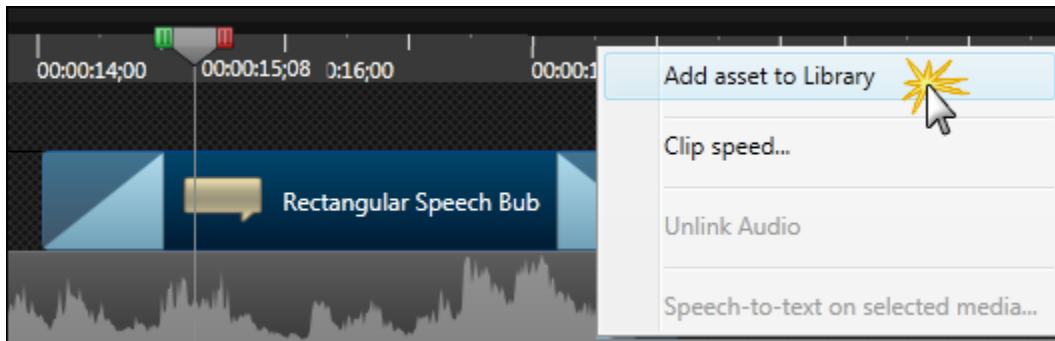 00:00:14;00
00:00:15;08
0:16;00
00:00:1
Add asset to Library
Clip speed...
Rectangular Speech Bub
Unlink Audio
Speech-to-text on selected media...